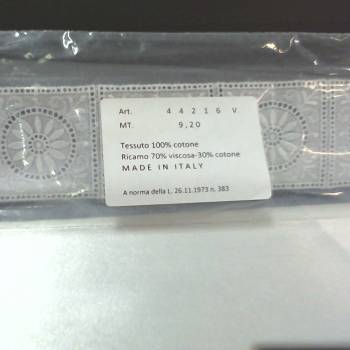 Art. 4 4 2 1 6 V
MT. 9,20
Tessuto 100% cotone
Ricamo 70% viscosa-30% cotone
MADE IN ITALY
A norma della L. 26.11.1973 n. 383